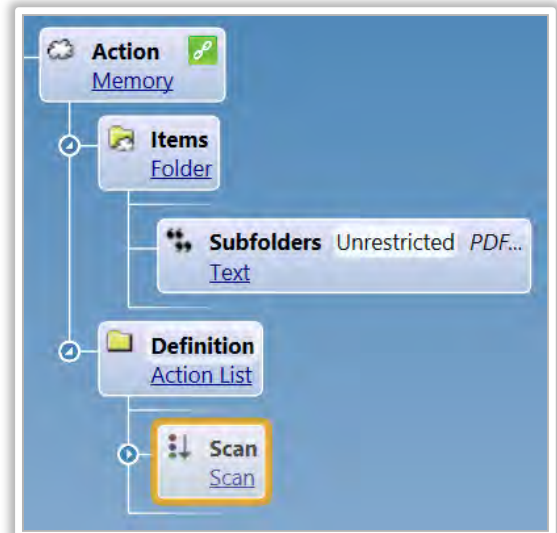 Action
Memory
Items
Folder
Subfolders Unrestricted PDF...
Text
Definition
Action List
Scan
Scan